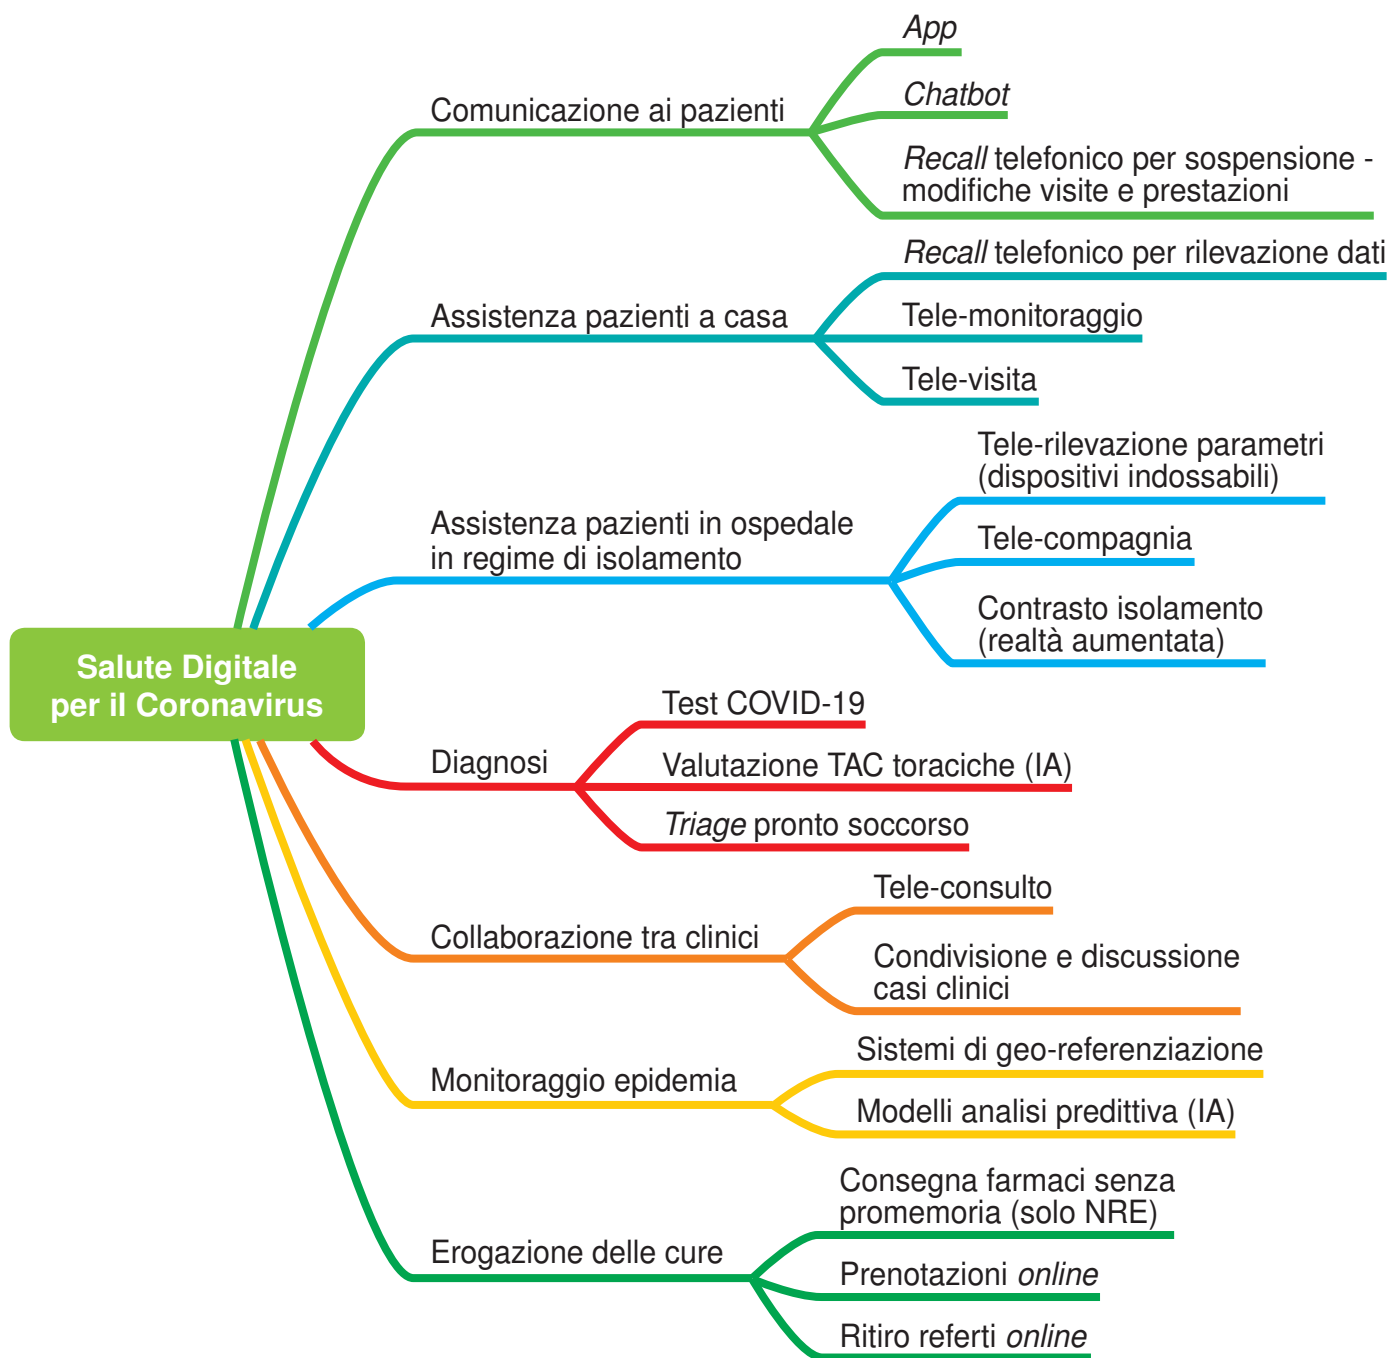 Salute Digitale
per il Coronavirus
Comunicazione ai pazienti
App
Chatbot
Recall telefonico per sospensione -
modifiche visite e prestazioni
Assistenza pazienti a casa
Recall telefonico per rilevazione dati
Tele-monitoraggio
Tele-visita
Assistenza pazienti in ospedale
in regime di isolamento
Tele-rilevazione parametri
(dispositivi indossabili)
Tele-compagnia
Contrasto isolamento
(realtà aumentata)
Diagnosi
Test COVID-19
Valutazione TAC toraciche (IA)
Triage pronto soccorso
Collaborazione tra clinici
Tele-consulto
Condivisione e discussione
casi clinici
Monitoraggio epidemia
Sistemi di geo-referenziazione
Modelli analisi predittiva (IA)
Erogazione delle cure
Consegna farmaci senza
promemoria (solo NRE)
Prenotazioni online
Ritiro referti online